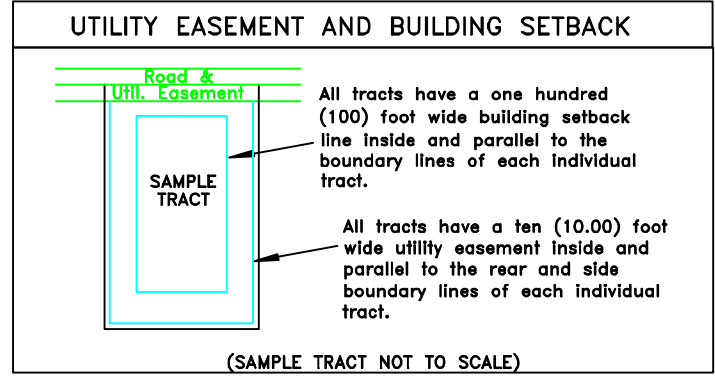 UTILITY EASEMENT AND BUILDING SETBACK
Road &
Util. Easement
All tracts have a one hundred
(100) foot wide building setback
line inside and parallel to the
boundary lines of each individual
tract.
SAMPLE
TRACT
All tracts have a ten (10.00) foot
wide utility easement inside and
parallel to the rear and side
boundary lines of each individual
tract.
(SAMPLE TRACT NOT TO SCALE)